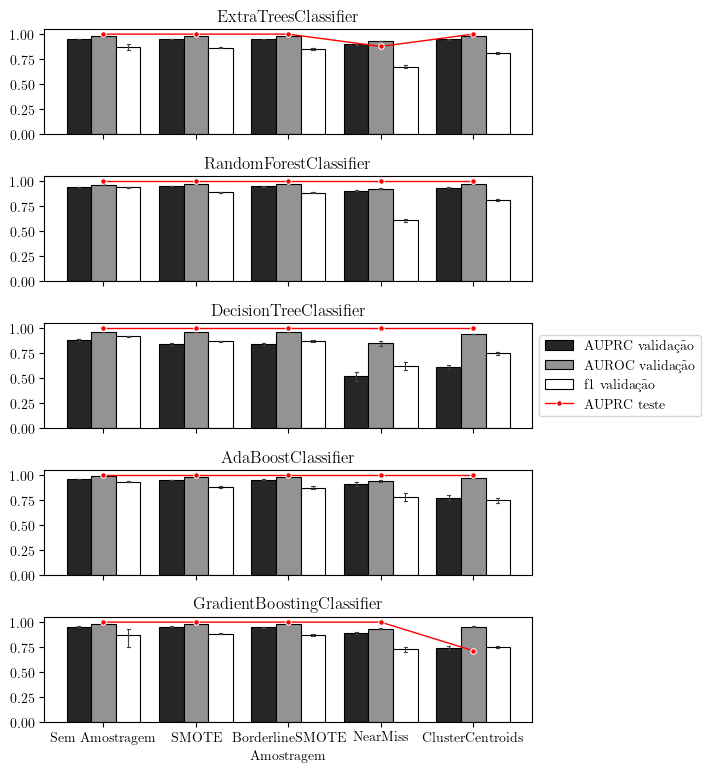 ExtraTreesClassifier
1.00
0.75
0.50
0.25
0.00
RandomForestClassifier
1.00
0.75
0.50
0.25
0.00
DecisionTreeClassifier
1.00
0.75
0.50
0.25
0.00
AUPRC validação
AUROC validação
f1 validação
AUPRC teste
AdaBoostClassifier
1.00
0.75
0.50
0.25
0.00
GradientBoostingClassifier
1.00
0.75
0.50
0.25
0.00
Sem Amostragem SMOTE BorderlineSMOTE NearMiss ClusterCentroids
Amostragem